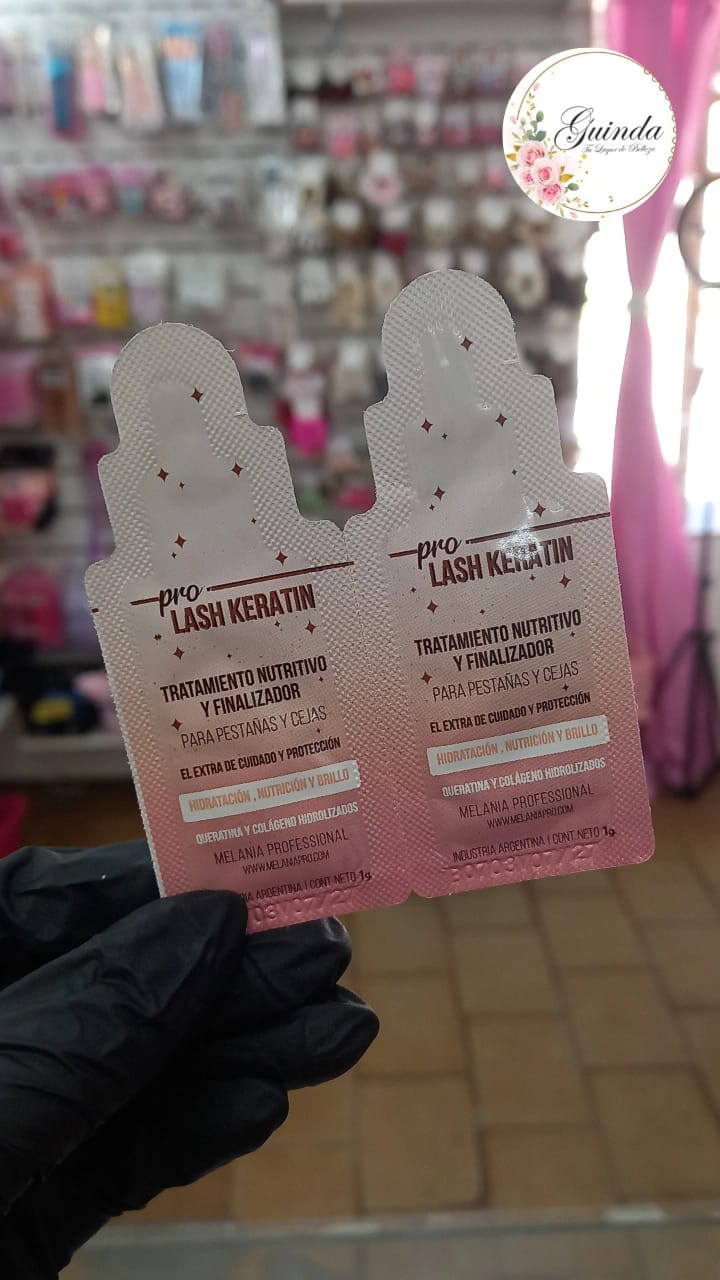 Guinda
Tu Lugar de Belleza
pro
LASH KERATIN
TRATAMIENTO NUTRITIVO
Y FINALIZADOR
PARA PESTAÑAS Y CEJAS
EL EXTRA DE CUIDADO Y PROTECCIÓN
HIDRATACIÓN , NUTRICIÓN Y BRILLO
QUERATINA Y COLÁGENO HIDROLIZADOS
MELANIA PROFESSIONAL
WWW.MELANIAPRO.COM
RIA ARGENTINA | CONT NETO 1g.
pro
LASH KERATIN
TRATAMIENTO NUTRITIVO
Y FINALIZADOR
PARA PESTAÑAS Y CEJAS
EL EXTRA DE CUIDADO Y PROTECCIÓN
HIDRATACIÓN , NUTRICIÓN Y BRILLO
QUERATINA Y COLÁGENO HIDROLIZADOS
MELANIA PROFESSIONAL
WWW.MELANIAPRO.COM
INDUSTRIA ARGENTINA | CONT NETO 1g.